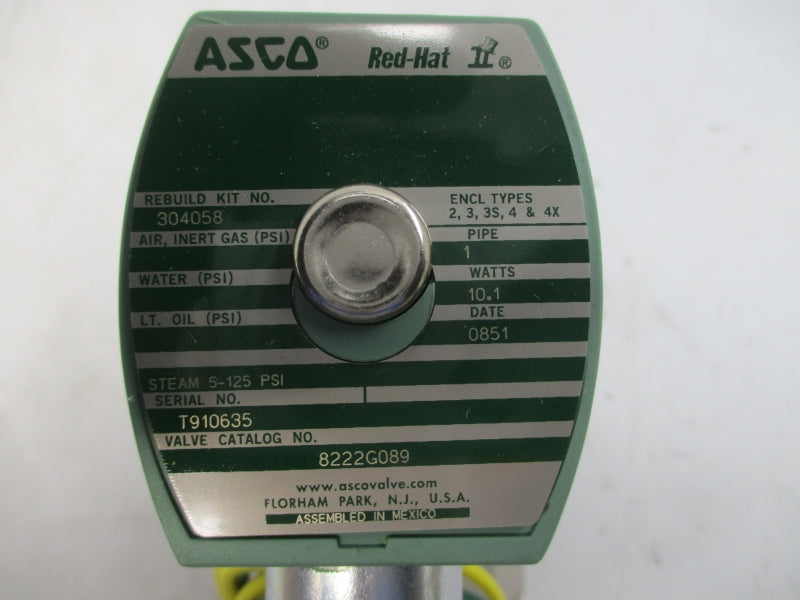 ASCO® Red-Hat II®
REBUILD KIT NO.
304058
ENCL TYPES
2, 3, 3S, 4 & 4X
AIR, INERT GAS (PSI)
PIPE
1
WATER (PSI)
WATTS
10.1
LT. OIL (PSI)
DATE
0851
STEAM 5-125 PSI
SERIAL NO.
T910635
VALVE CATALOG NO.
8222G089
www.ascovalve.com
FLORHAM PARK, N.J., U.S.A.
ASSEMBLED IN MEXICO